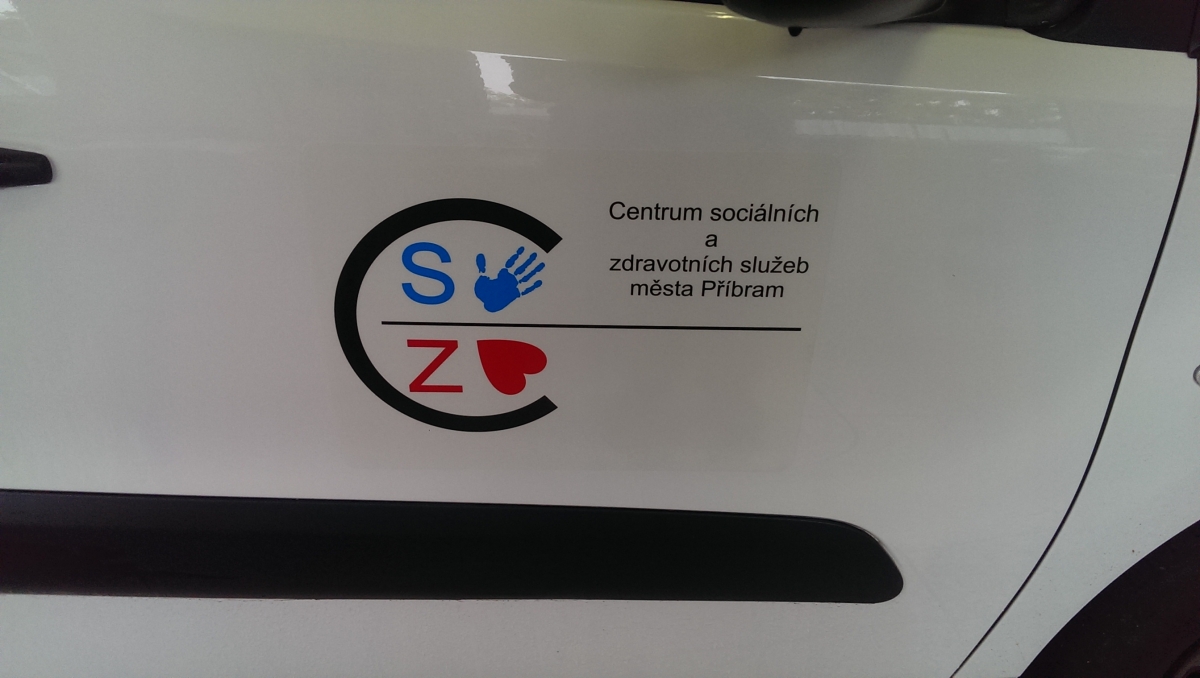 S
Z
Centrum sociálních
a
zdravotních služeb
města Příbram